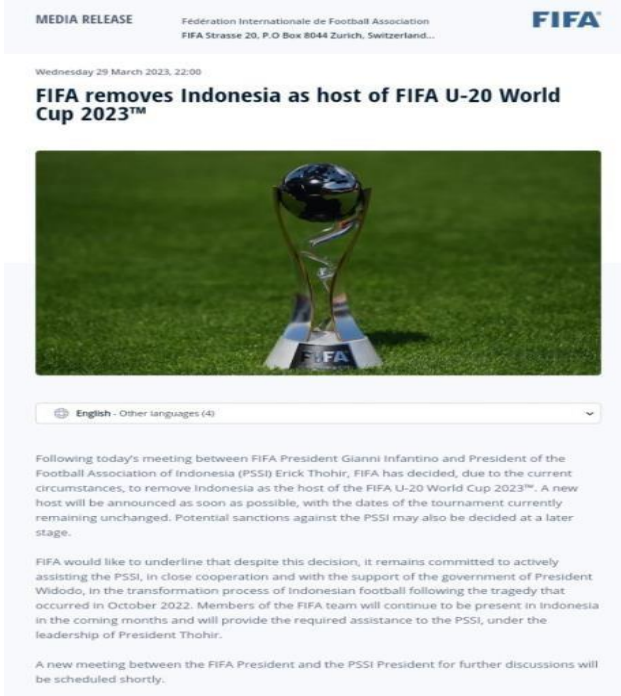 MEDIA RELEASE
Fédération Internationale de Football Association
FIFA Strasse 20, P.O Box 8044 Zurich, Switzerland...
FIFA
Wednesday 29 March 2023, 22:00
FIFA removes Indonesia as host of FIFA U-20 World
Cup 2023™
FIFA
English - Other languages (4)
Following today's meeting between FIFA President Gianni Infantino and President of the
Football Association of Indonesia (PSSI) Erick Thohir, FIFA has decided, due to the current
circumstances, to remove Indonesia as the host of the FIFA U-20 World Cup 2023™. A new
host will be announced as soon as possible, with the dates of the tournament currently
remaining unchanged. Potential sanctions against the PSSI may also be decided at a later
stage.
FIFA would like to underline that despite this decision, it remains committed to actively
assisting the PSSI, in close cooperation and with the support of the government of President
Widodo, in the transformation process of Indonesian football following the tragedy that
occurred in October 2022. Members of the FIFA team will continue to be present in Indonesia
in the coming months and will provide the required assistance to the PSSI, under the
leadership of President Thohir.
A new meeting between the FIFA President and the PSSI President for further discussions will
be scheduled shortly.